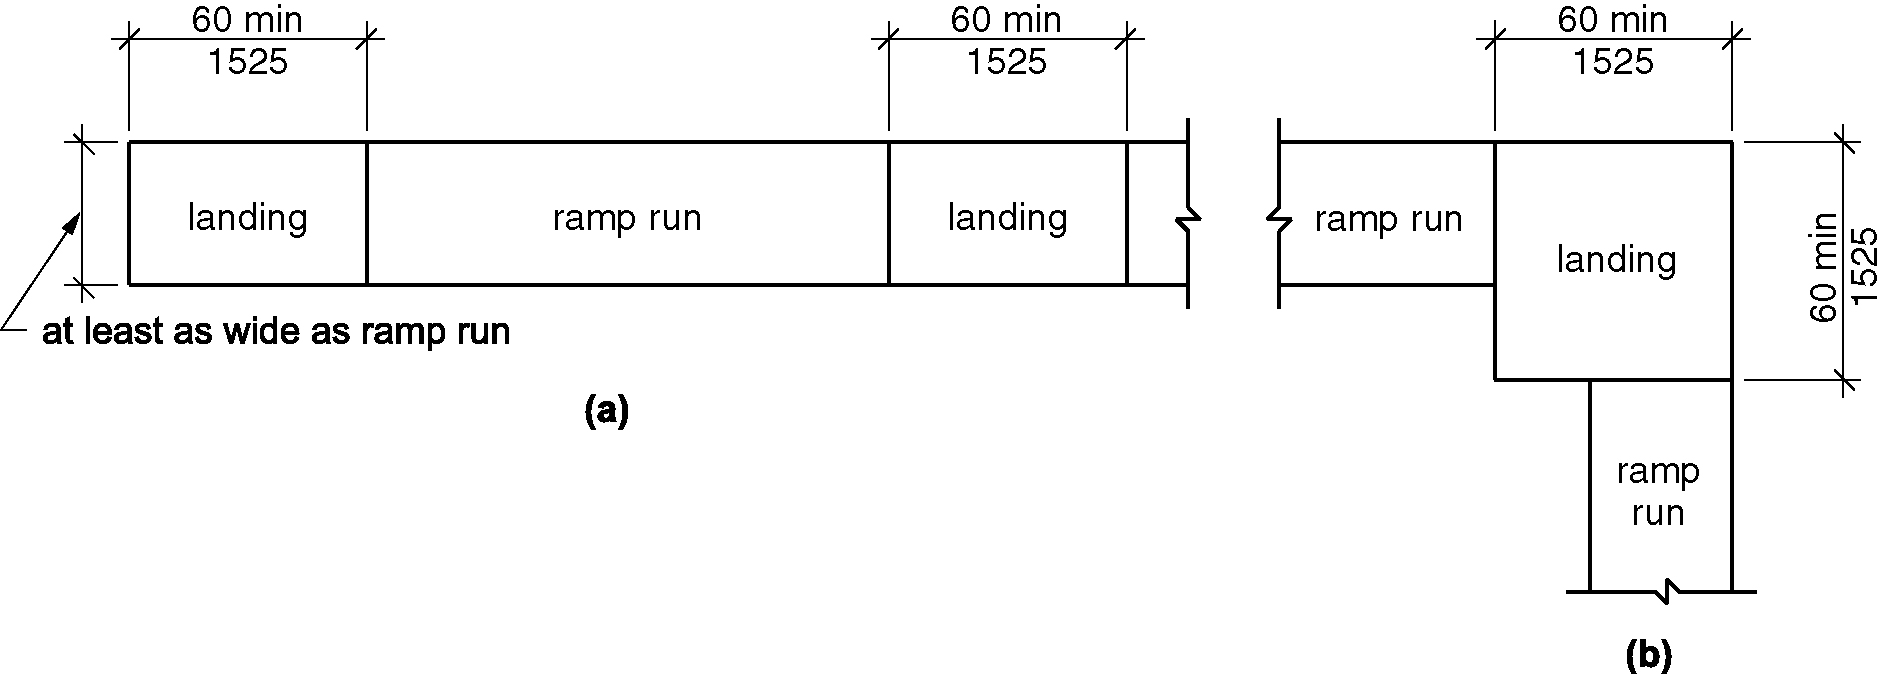 60 min
1525
60 min
1525
60 min
1525
landing
ramp run
landing
ramp run
landing
60 min
1525
at least as wide as ramp run
(a)
ramp
run
(b)